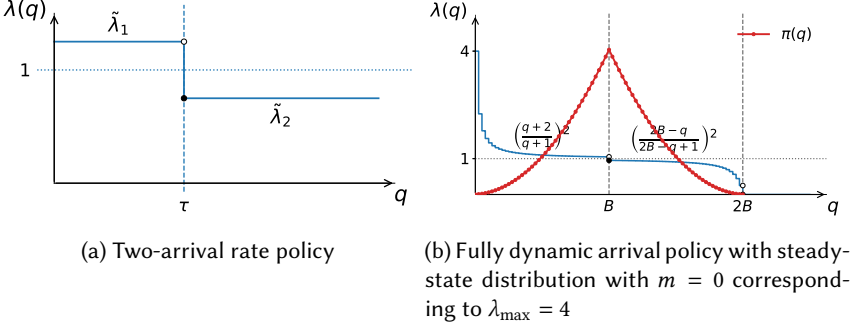 λ(q)
λ̃₁
1
λ̃₂
τ
q
(a) Two-arrival rate policy
λ(q)
π(q)
4
((q+2)/(q+1))²
((2B−q)/(2B−q+1))²
1
B
2B
q
(b) Fully dynamic arrival policy with steady-
state distribution with m = 0 correspond-
ing to λmax = 4